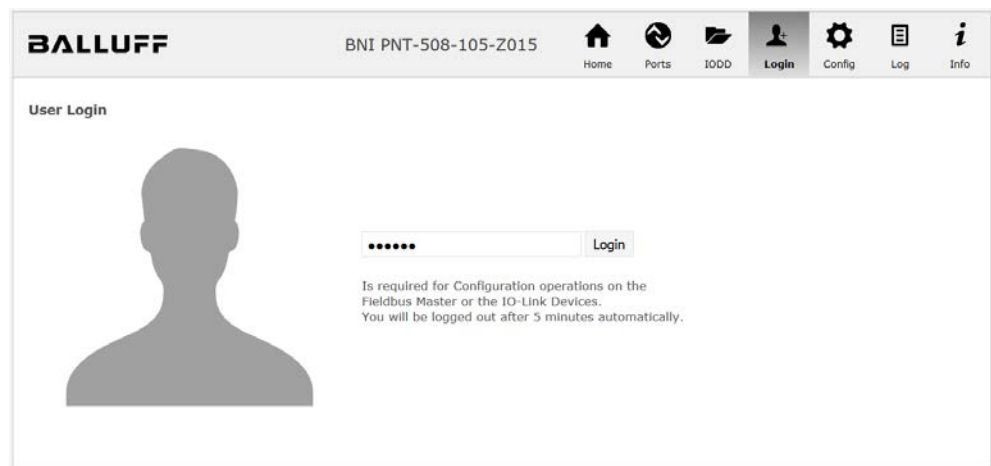 BALLUFF
BNI PNT-508-105-Z015
Home
Ports
IODD
Login
Config
Log
Info
User Login
••••••
Login
Is required for Configuration operations on the
Fieldbus Master or the IO-Link Devices.
You will be logged out after 5 minutes automatically.